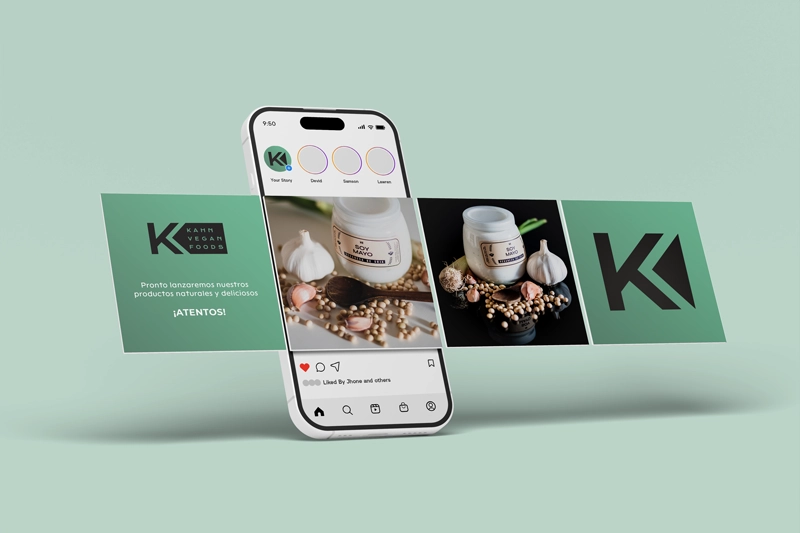 9:50
Your Story
David
Samson
Lawren
KAHN
VEGAN
FOODS
Pronto lanzaremos nuestros
productos naturales y deliciosos
¡ATENTOS!
SOY
MAYO
SOY
MAYO
Liked By Jhone and others